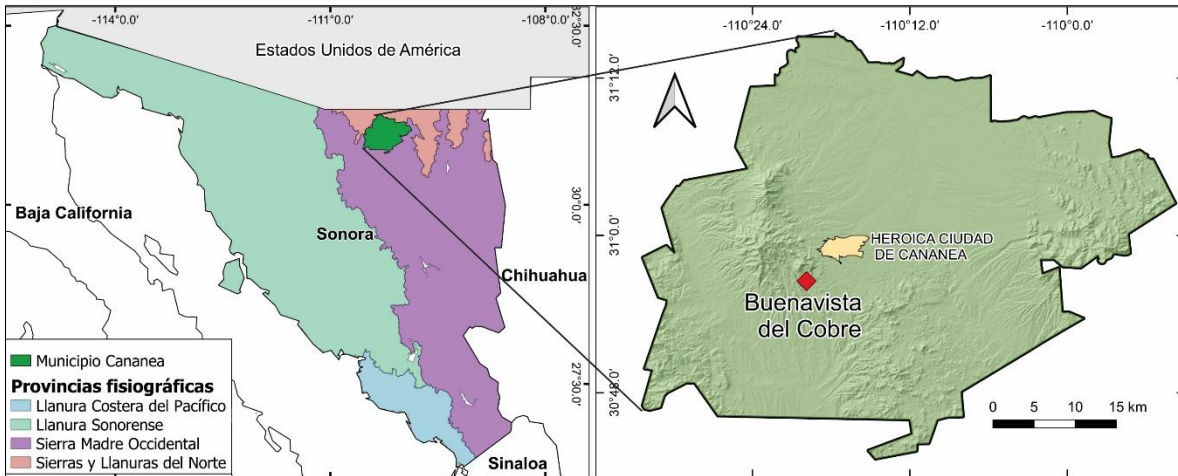 -114°0.0'
-111°0.0'
-108°0.0'
32°30.0'
30°0.0'
27°30.0'
Estados Unidos de América
Baja California
Sonora
Chihuahua
Sinaloa
Municipio Cananea
Provincias fisiográficas
Llanura Costera del Pacífico
Llanura Sonorense
Sierra Madre Occidental
Sierras y Llanuras del Norte
-110°24.0'
-110°12.0'
-110°0.0'
31°12.0'
31°0.0'
30°48.0'
HEROICA CIUDAD
DE CANANEA
Buenavista
del Cobre
0 5 10 15 km